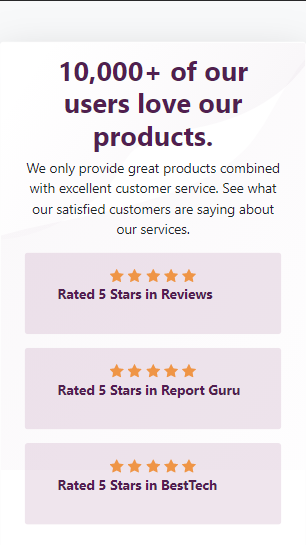 10,000+ of our
users love our
products.
We only provide great products combined
with excellent customer service. See what
our satisfied customers are saying about
our services.
Rated 5 Stars in Reviews
Rated 5 Stars in Report Guru
Rated 5 Stars in BestTech